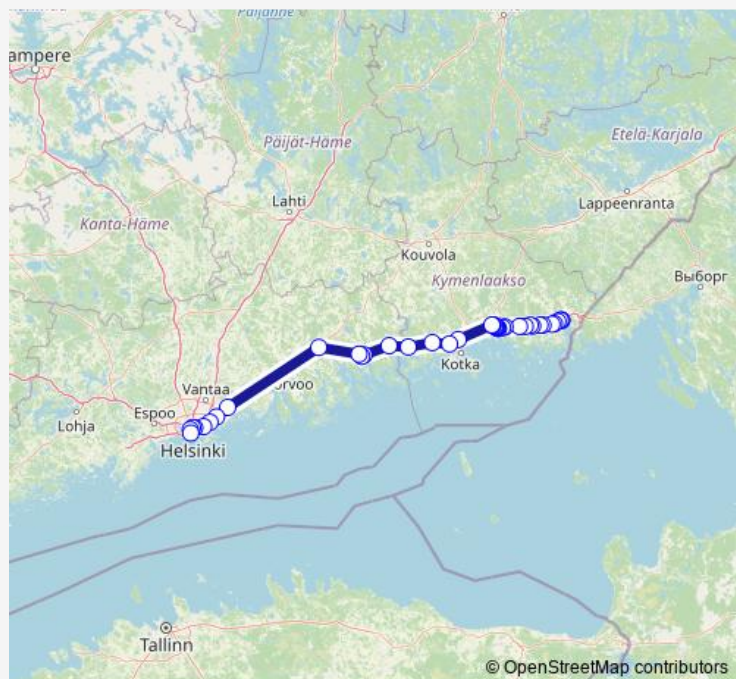 Päijänne
ampere
Päijät-Häme
Etelä-Karjala
Lahti
Lappeenranta
Kanta-Häme
Kouvola
Выборг
Kymenlaakso
Kotka
Vantaa
orvoo
Espoo
Lohja
Helsinki
Tallinn
© OpenStreetMap contributors